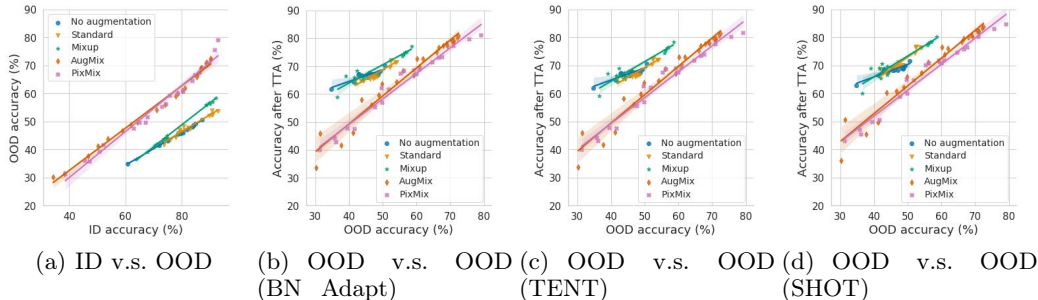 90
80
70
60
50
40
30
20
40 60 80
OOD accuracy (%)
ID accuracy (%)
No augmentation
Standard
Mixup
AugMix
PixMix
90
80
70
60
50
40
30
20
30 40 50 60 70 80
Accuracy after TTA (%)
OOD accuracy (%)
No augmentation
Standard
Mixup
AugMix
PixMix
90
80
70
60
50
40
30
20
30 40 50 60 70 80
Accuracy after TTA (%)
OOD accuracy (%)
No augmentation
Standard
Mixup
AugMix
PixMix
90
80
70
60
50
40
30
20
30 40 50 60 70 80
Accuracy after TTA (%)
OOD accuracy (%)
No augmentation
Standard
Mixup
AugMix
PixMix
(a) ID v.s. OOD
(b) OOD v.s. OOD
(BN Adapt)
(c) OOD v.s. OOD
(TENT)
(d) OOD v.s. OOD
(SHOT)